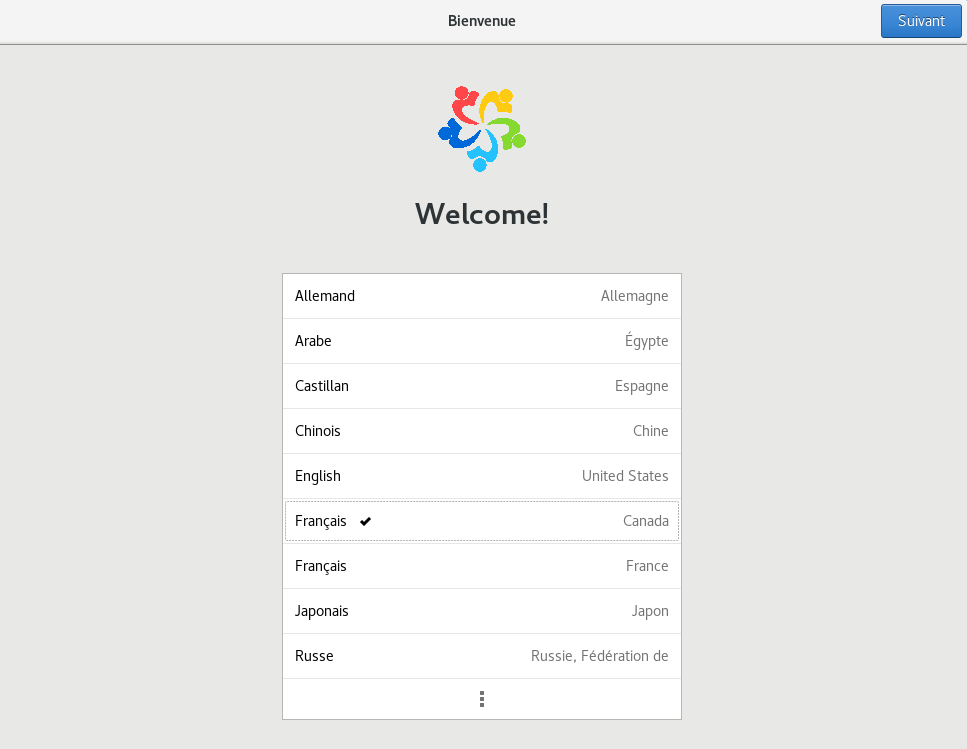 Bienvenue
Suivant
Welcome!
Allemand Allemagne
Arabe Égypte
Castillan Espagne
Chinois Chine
English United States
Français ✔ Canada
Français France
Japonais Japon
Russe Russie, Fédération de